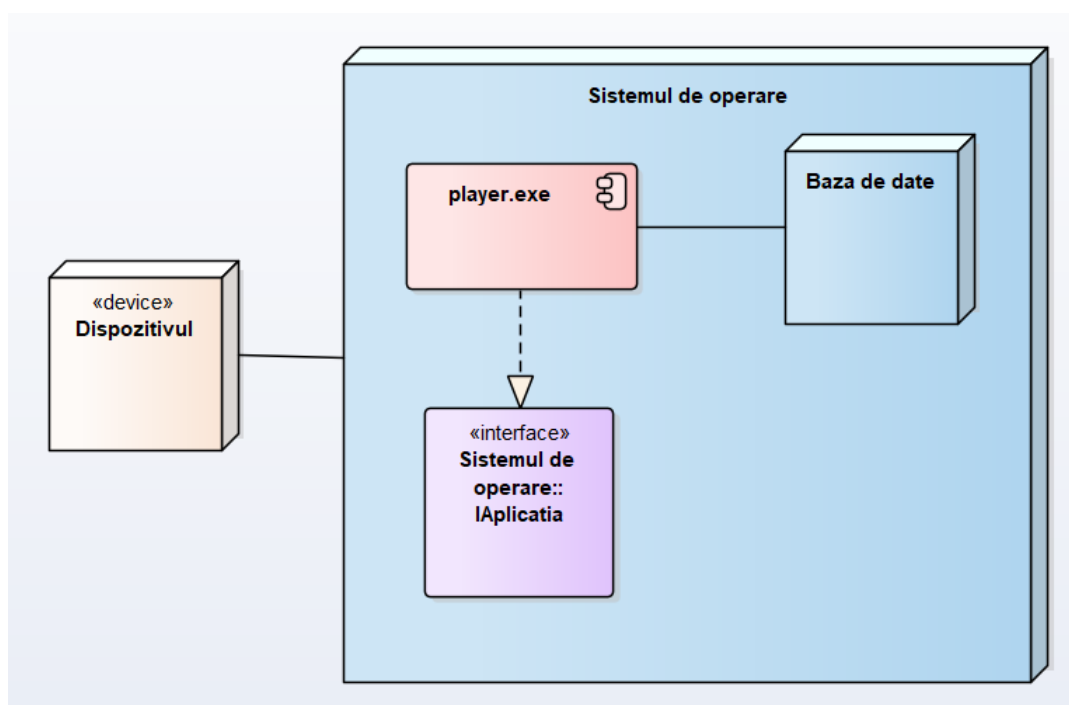 Sistemul de operare
player.exe
Baza de date
«device»
Dispozitivul
«interface»
Sistemul de
operare::
IAplicatia